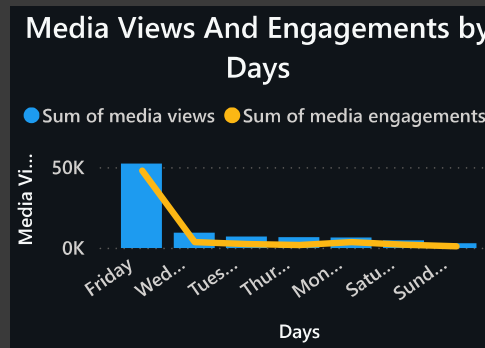 Media Views And Engagements by
Days
Sum of media views Sum of media engagements
Media Vi...
50K
0K
Friday
Wed...
Tues...
Thur...
Mon...
Satu...
Sund...
Days